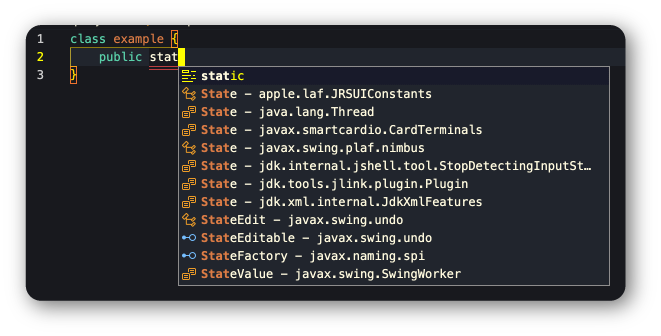 1 class example {
2 public stat
3 }
static
State – apple.laf.JRSUIConstants
State – java.lang.Thread
State – javax.smartcardio.CardTerminals
State – javax.swing.plaf.nimbus
State – jdk.internal.jshell.tool.StopDetectingInputSt…
State – jdk.tools.jlink.plugin.Plugin
State – jdk.xml.internal.JdkXmlFeatures
StateEdit – javax.swing.undo
StateEditable – javax.swing.undo
StateFactory – javax.naming.spi
StateValue – javax.swing.SwingWorker